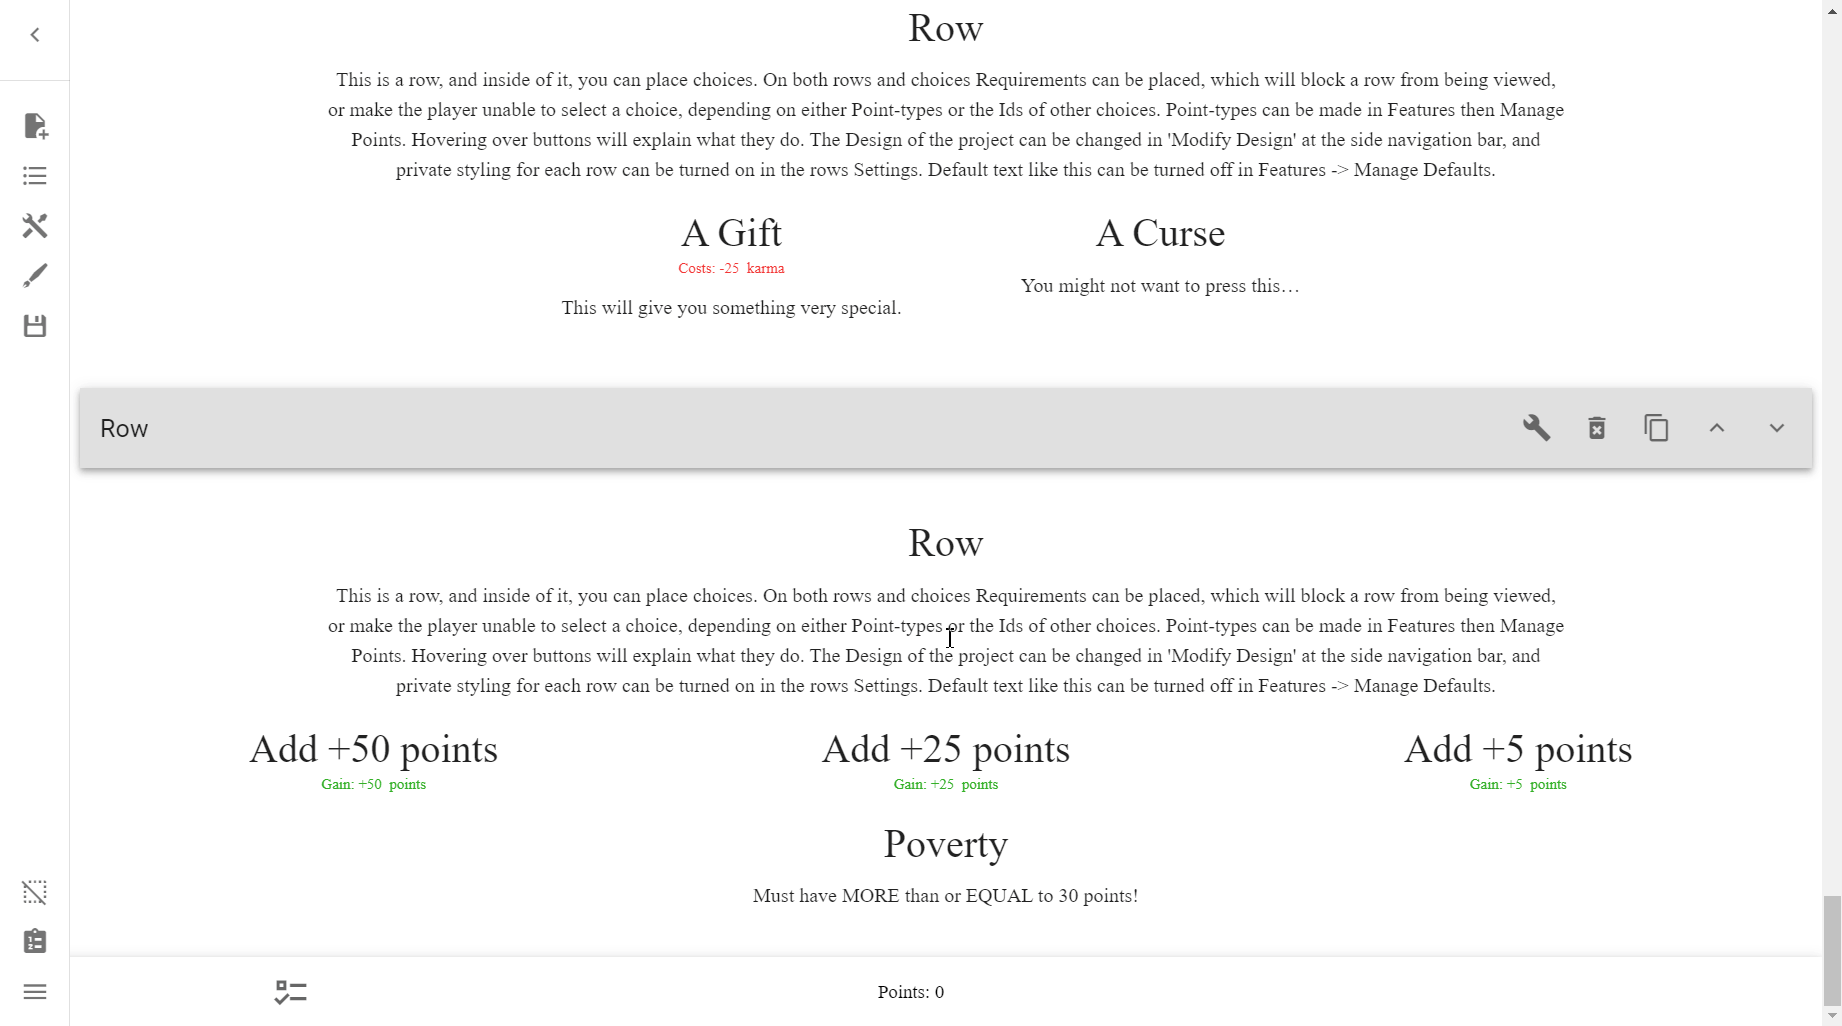 Row
This is a row, and inside of it, you can place choices. On both rows and choices Requirements can be placed, which will block a row from being viewed,
or make the player unable to select a choice, depending on either Point-types or the Ids of other choices. Point-types can be made in Features then Manage
Points. Hovering over buttons will explain what they do. The Design of the project can be changed in 'Modify Design' at the side navigation bar, and
private styling for each row can be turned on in the rows Settings. Default text like this can be turned off in Features -> Manage Defaults.
A Gift
Costs: -25 karma
This will give you something very special.
A Curse
You might not want to press this…
Row
Row
This is a row, and inside of it, you can place choices. On both rows and choices Requirements can be placed, which will block a row from being viewed,
or make the player unable to select a choice, depending on either Point-types or the Ids of other choices. Point-types can be made in Features then Manage
Points. Hovering over buttons will explain what they do. The Design of the project can be changed in 'Modify Design' at the side navigation bar, and
private styling for each row can be turned on in the rows Settings. Default text like this can be turned off in Features -> Manage Defaults.
Add +50 points
Gain: +50 points
Add +25 points
Gain: +25 points
Add +5 points
Gain: +5 points
Poverty
Must have MORE than or EQUAL to 30 points!
Points: 0